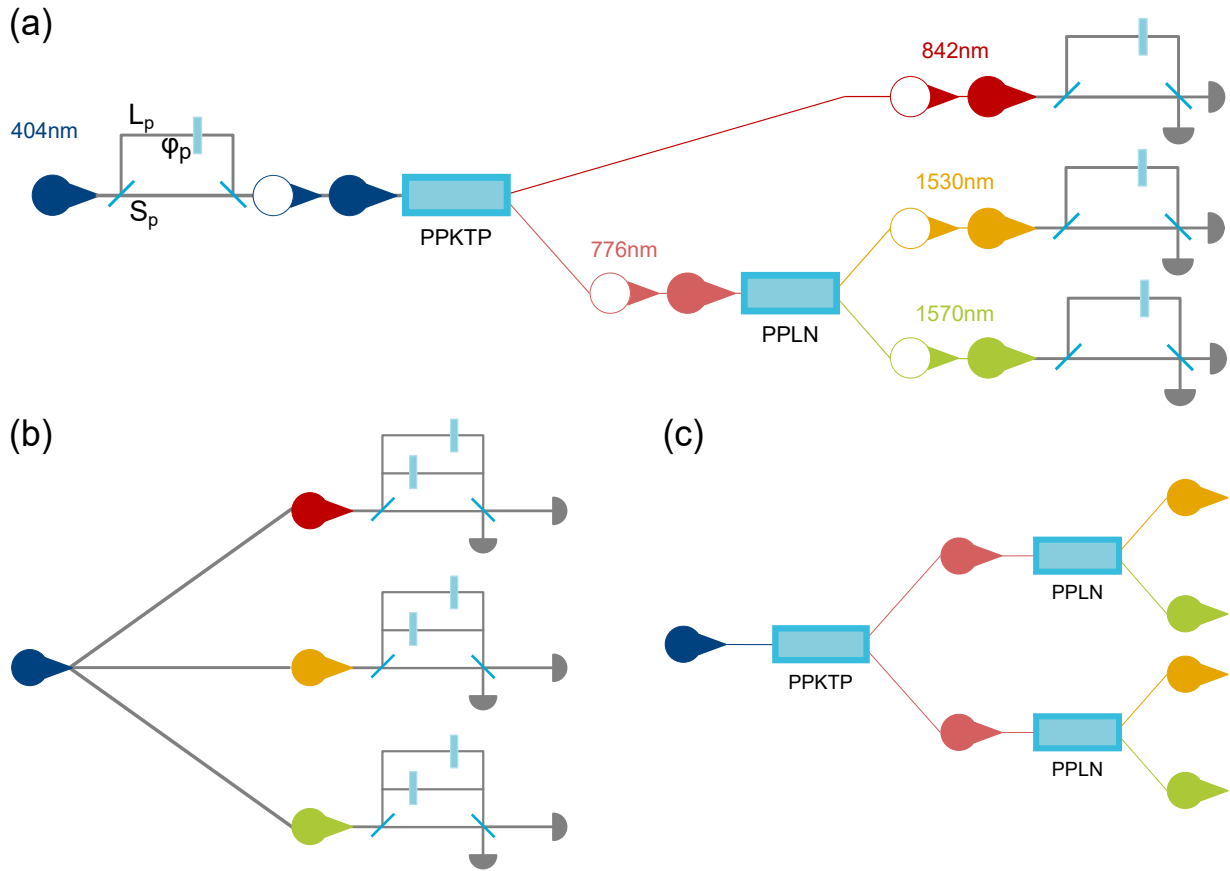 (a)
842nm
404nm
Lₚ
φₚ
Sₚ
PPKTP
1530nm
776nm
PPLN
1570nm
(b)
(c)
PPLN
PPKTP
PPLN